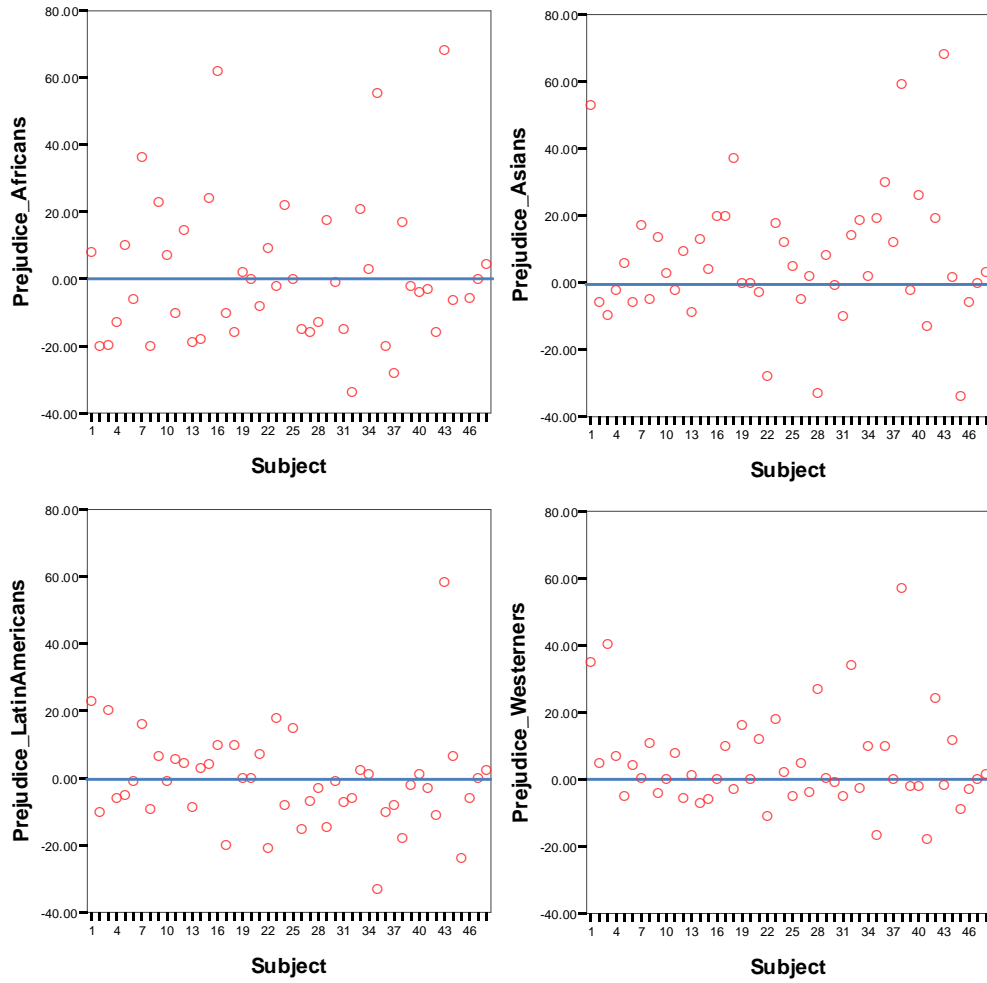 80.00
60.00
40.00
20.00
0.00
-20.00
-40.00
Prejudice_Africans
1 4 7 10 13 16 19 22 25 28 31 34 37 40 43 46
Subject
80.00
60.00
40.00
20.00
0.00
-20.00
-40.00
Prejudice_Asians
1 4 7 10 13 16 19 22 25 28 31 34 37 40 43 46
Subject
80.00
60.00
40.00
20.00
0.00
-20.00
-40.00
Prejudice_LatinAmericans
1 4 7 10 13 16 19 22 25 28 31 34 37 40 43 46
Subject
80.00
60.00
40.00
20.00
0.00
-20.00
-40.00
Prejudice_Westerners
1 4 7 10 13 16 19 22 25 28 31 34 37 40 43 46
Subject